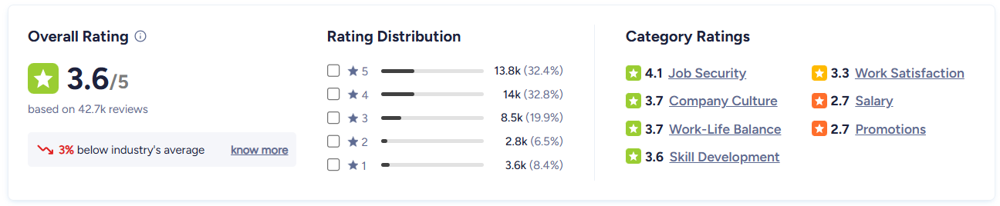 Overall Rating
3.6/5
based on 42.7k reviews
3% below industry's average know more
Rating Distribution
5 13.8k (32.4%)
4 14k (32.8%)
3 8.5k (19.9%)
2 2.8k (6.5%)
1 3.6k (8.4%)
Category Ratings
4.1 Job Security
3.7 Company Culture
3.7 Work-Life Balance
3.6 Skill Development
3.3 Work Satisfaction
2.7 Salary
2.7 Promotions